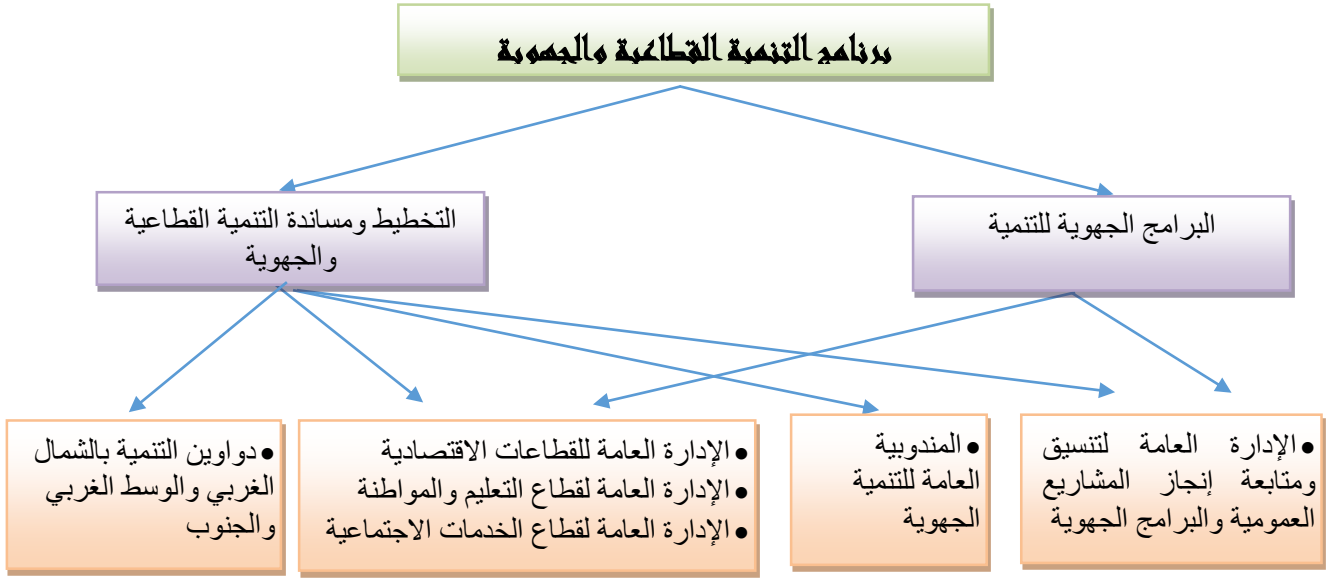 برنامج التنمية القطاعية والجهوية
البرامج الجهوية للتنمية
التخطيط ومساندة التنمية القطاعية
والجهوية
• الإدارة العامة لتنسيق
ومتابعة إنجاز المشاريع
العمومية والبرامج الجهوية
• المندوبية
العامة للتنمية
الجهوية
• الإدارة العامة للقطاعات الاقتصادية
• الإدارة العامة لقطاع التعليم والمواطنة
• الإدارة العامة لقطاع الخدمات الاجتماعية
• دواوين التنمية بالشمال
الغربي والوسط الغربي
والجنوب